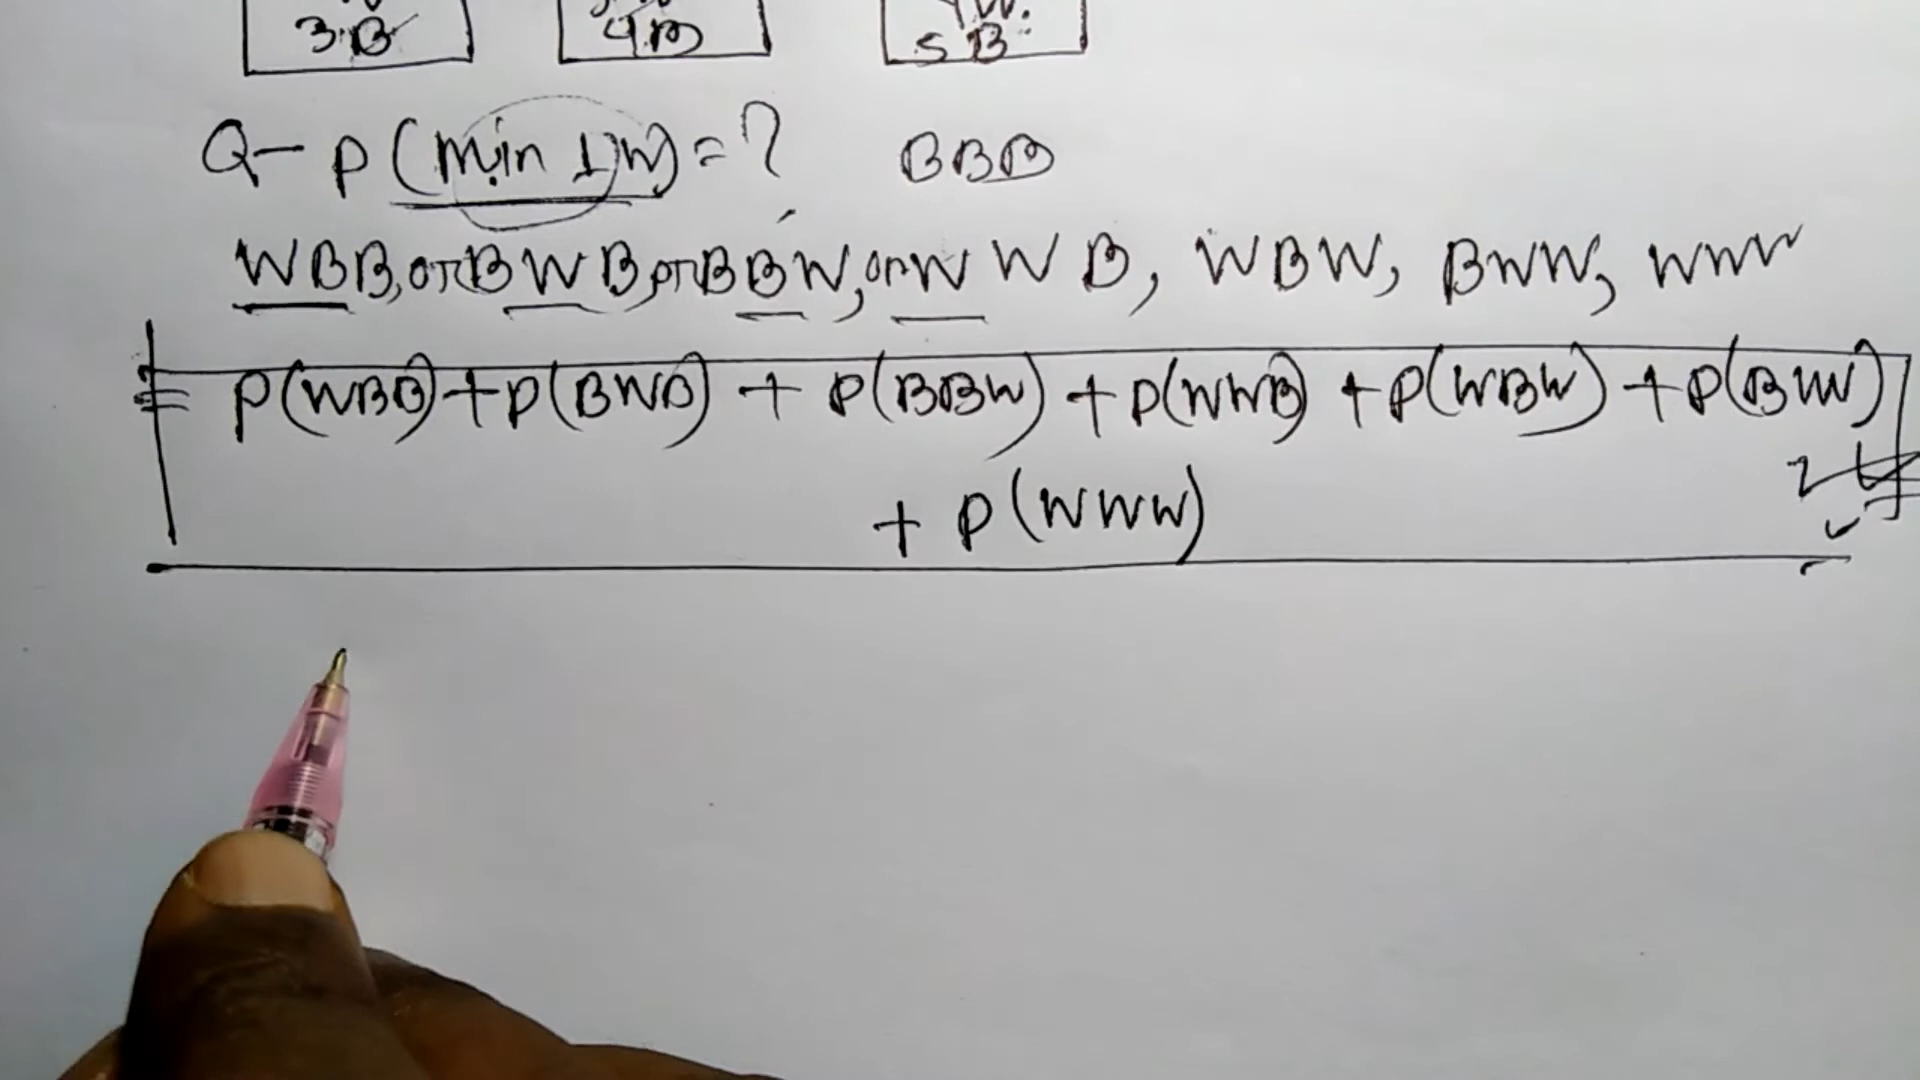 3B 4B 5B
Q- P (min 1W) = ? BBB
WBB, or BWB, or BBW, or WWB, WBW, BWW, WWW
= P(WBB) + P(BWB) + P(BBW) + P(WWB) + P(WBW) + P(BWW)
+ P(WWW)